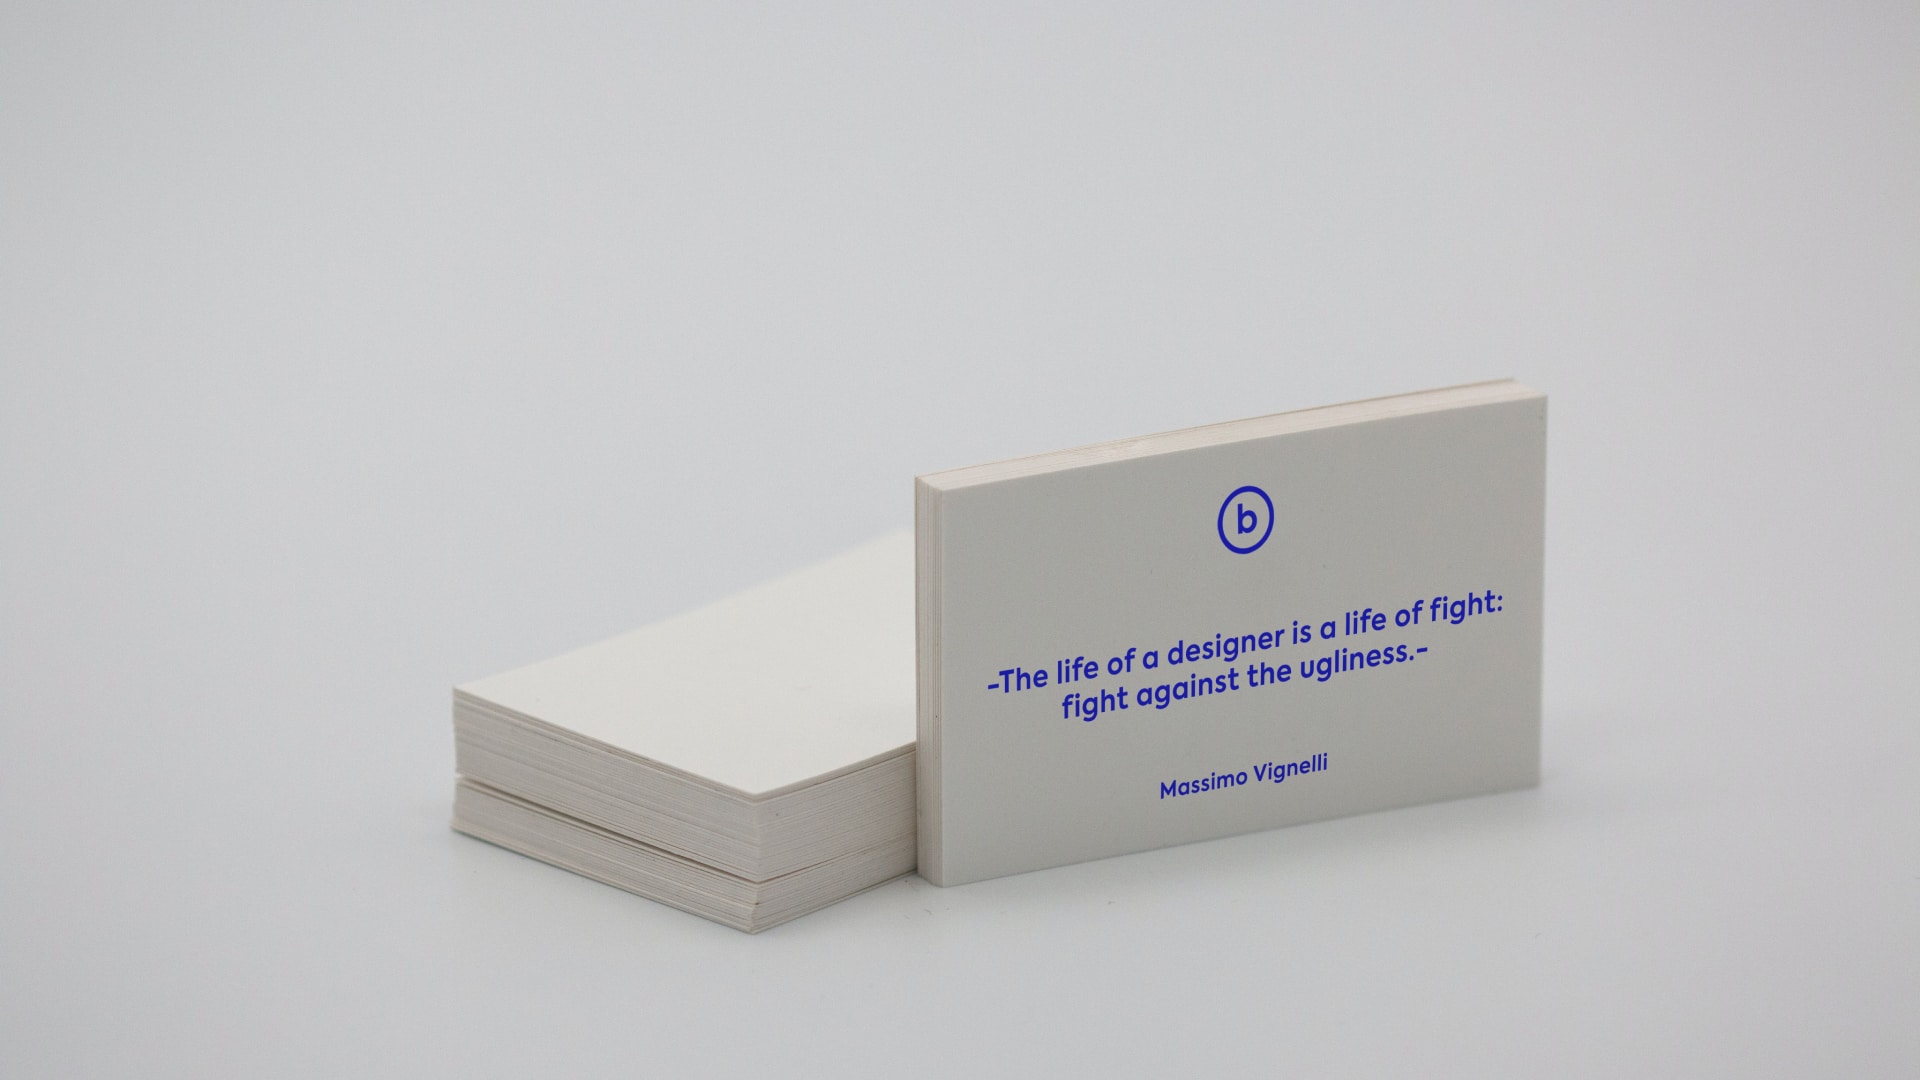 b
-The life of a designer is a life of fight:
fight against the ugliness.-
Massimo Vignelli